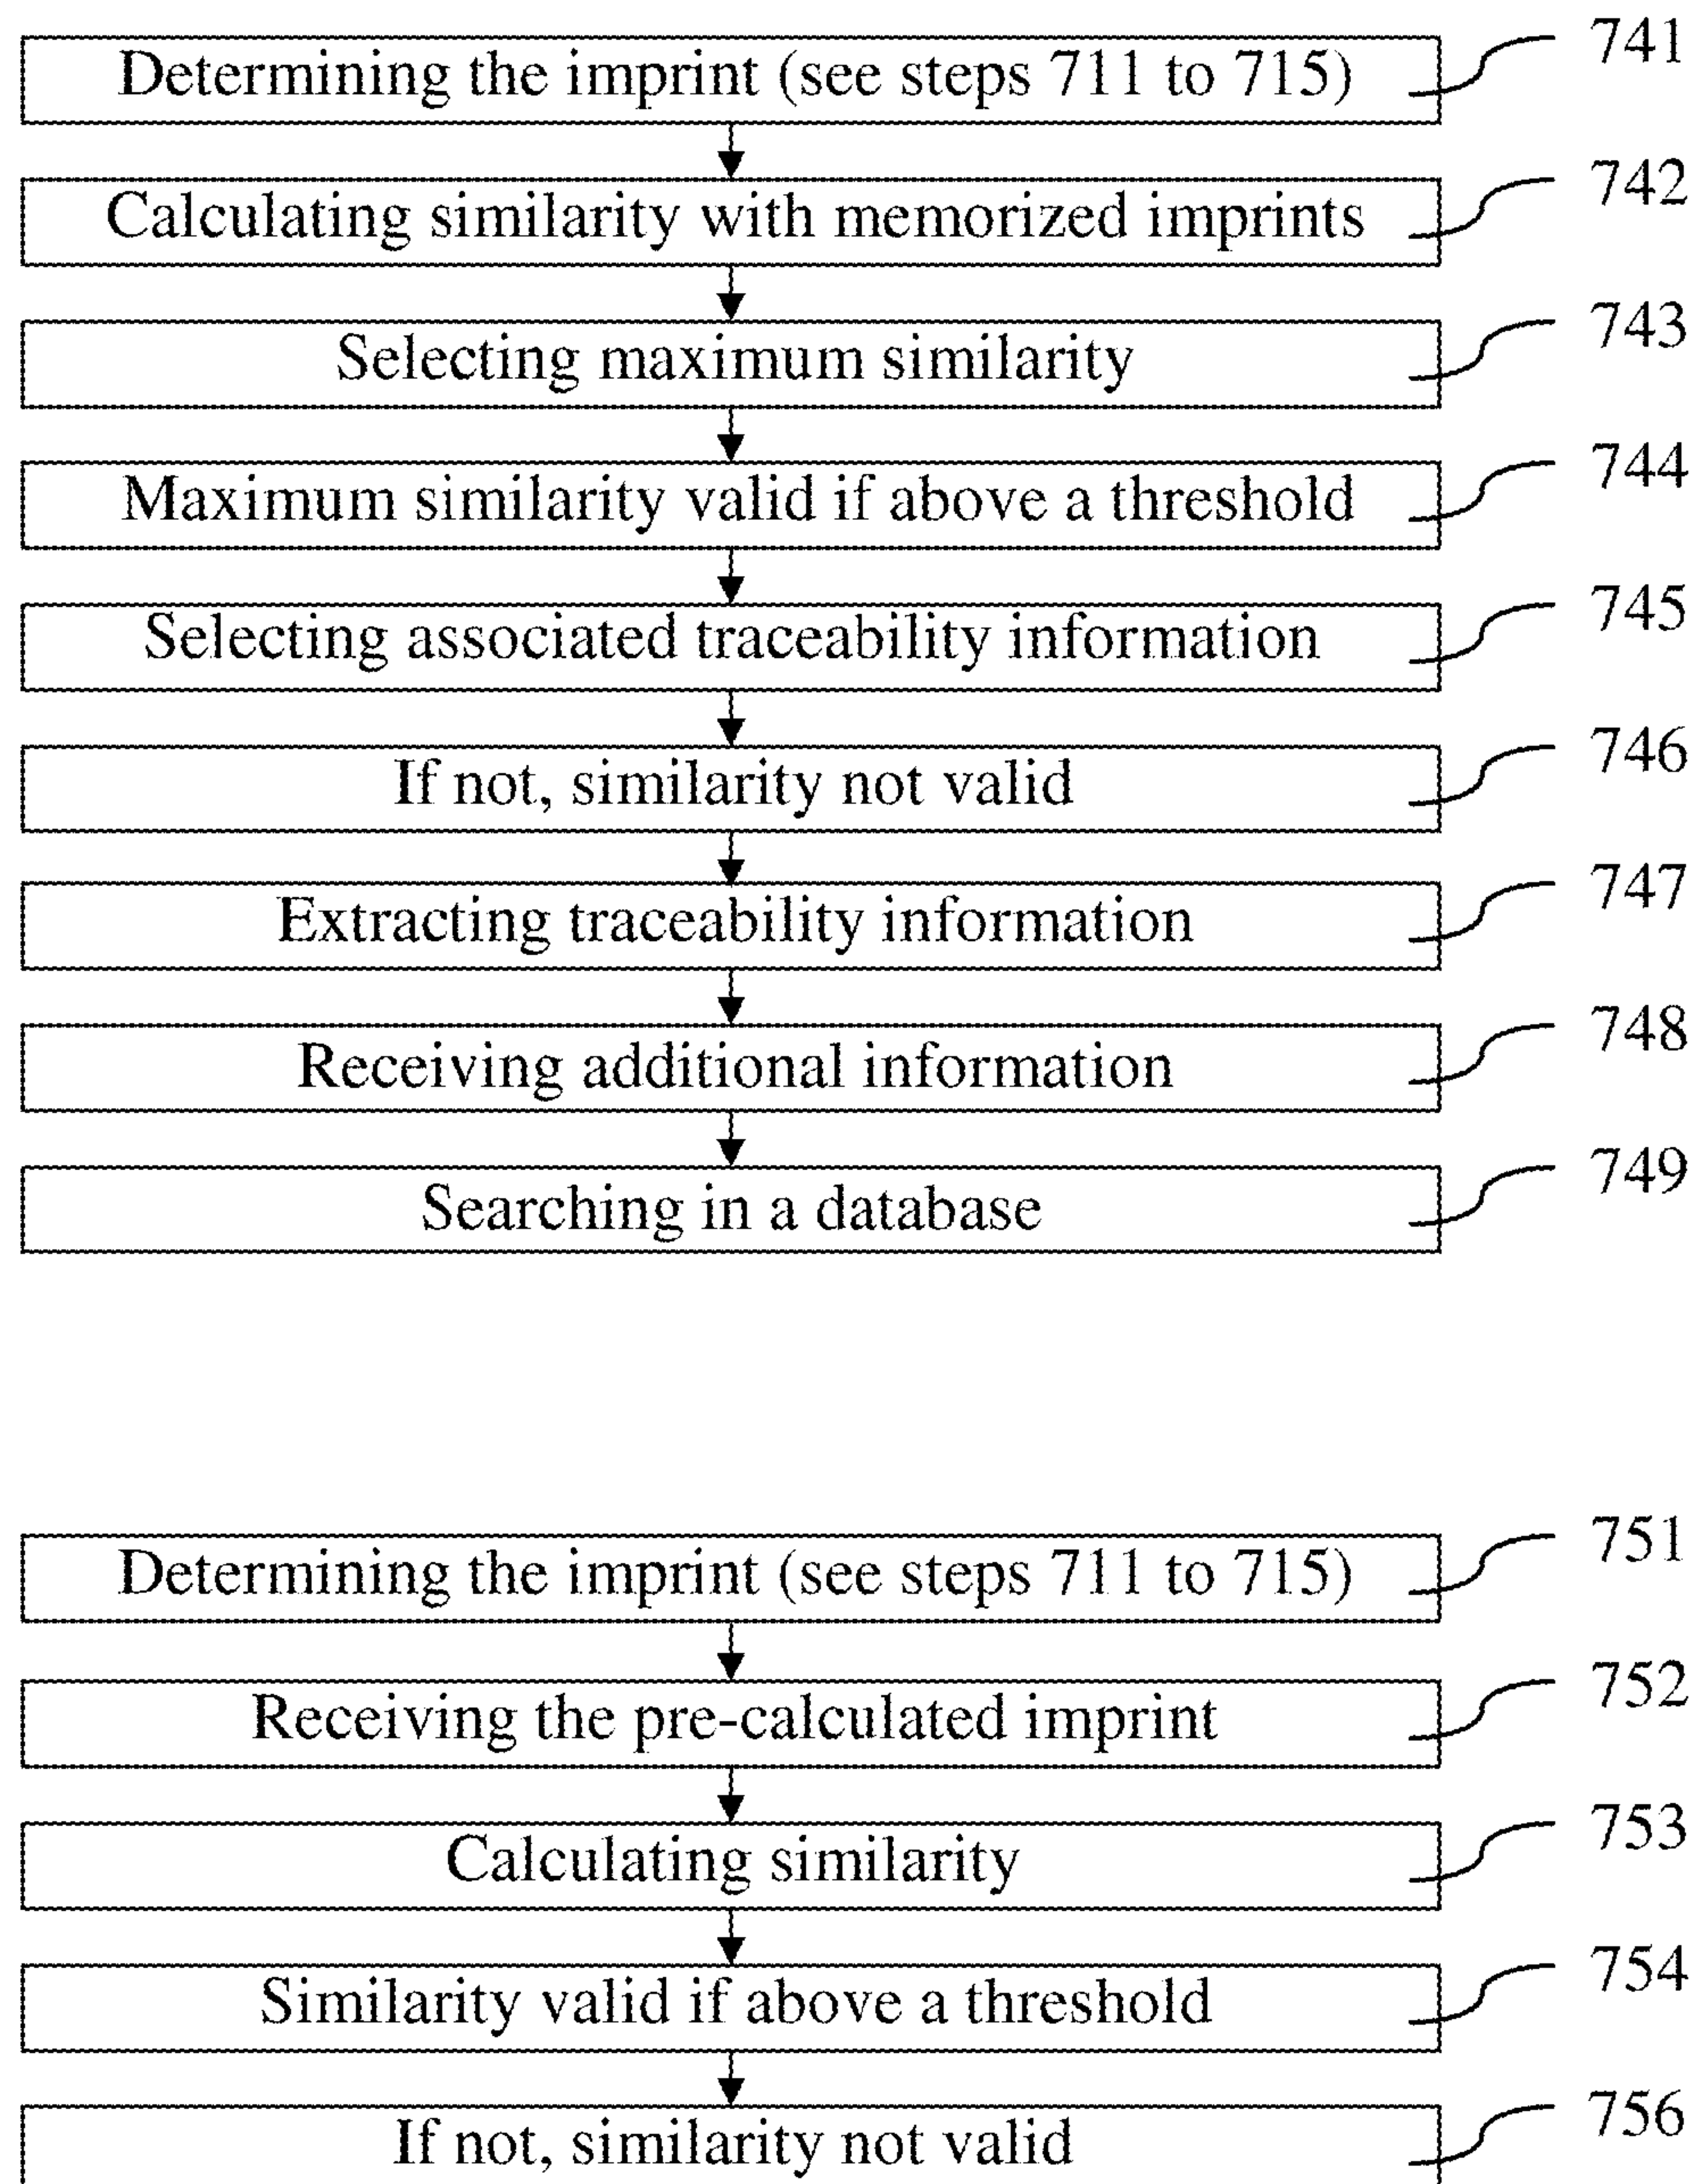 Determining the imprint (see steps 711 to 715) 741
Calculating similarity with memorized imprints 742
Selecting maximum similarity 743
Maximum similarity valid if above a threshold 744
Selecting associated traceability information 745
If not, similarity not valid 746
Extracting traceability information 747
Receiving additional information 748
Searching in a database 749
Determining the imprint (see steps 711 to 715) 751
Receiving the pre-calculated imprint 752
Calculating similarity 753
Similarity valid if above a threshold 754
If not, similarity not valid 756